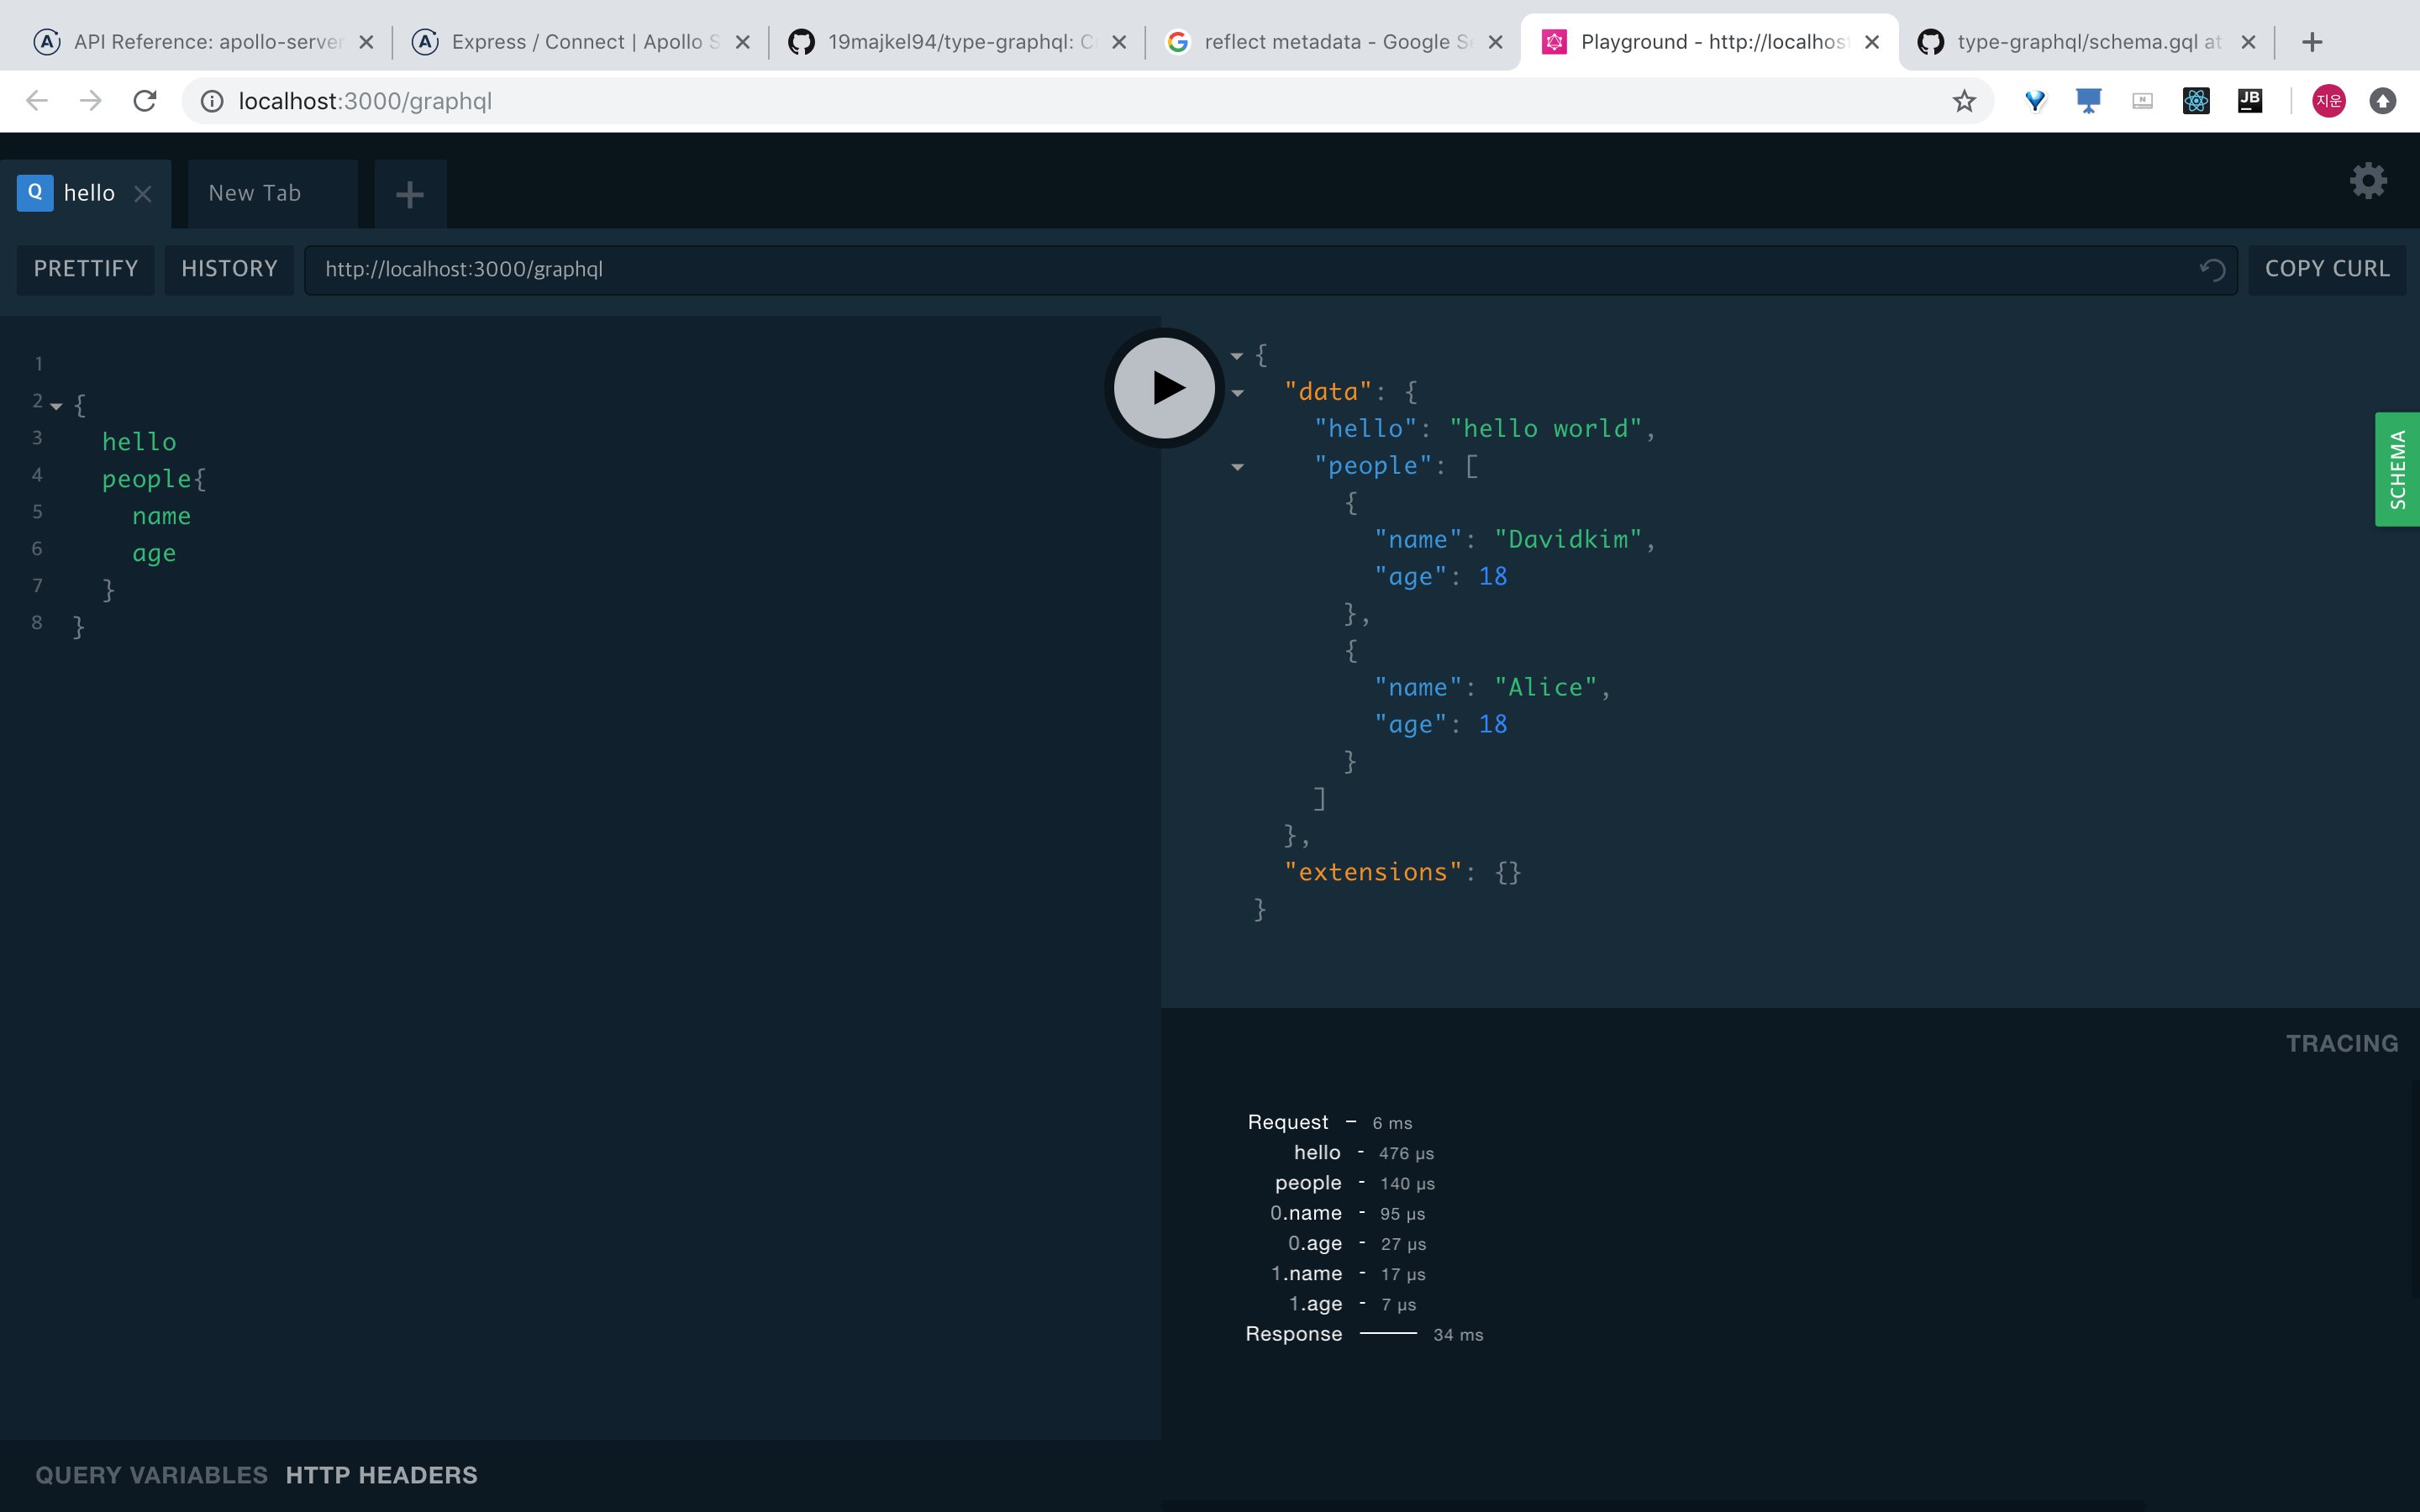 API Reference: apollo-server
Express / Connect | Apollo S
19majkel94/type-graphql: C
reflect metadata - Google Se
Playground - http://localhost
type-graphql/schema.gql at
localhost:3000/graphql
JB
지운
Q hello
New Tab
PRETTIFY
HISTORY
http://localhost:3000/graphql
COPY CURL
1
2 {
3 hello
4 people{
5 name
6 age
7 }
8 }
{
"data": {
"hello": "hello world",
"people": [
{
"name": "Davidkim",
"age": 18
},
{
"name": "Alice",
"age": 18
}
]
},
"extensions": {}
}
SCHEMA
TRACING
Request 6 ms
hello 476 µs
people 140 µs
0.name 95 µs
0.age 27 µs
1.name 17 µs
1.age 7 µs
Response 34 ms
QUERY VARIABLES HTTP HEADERS